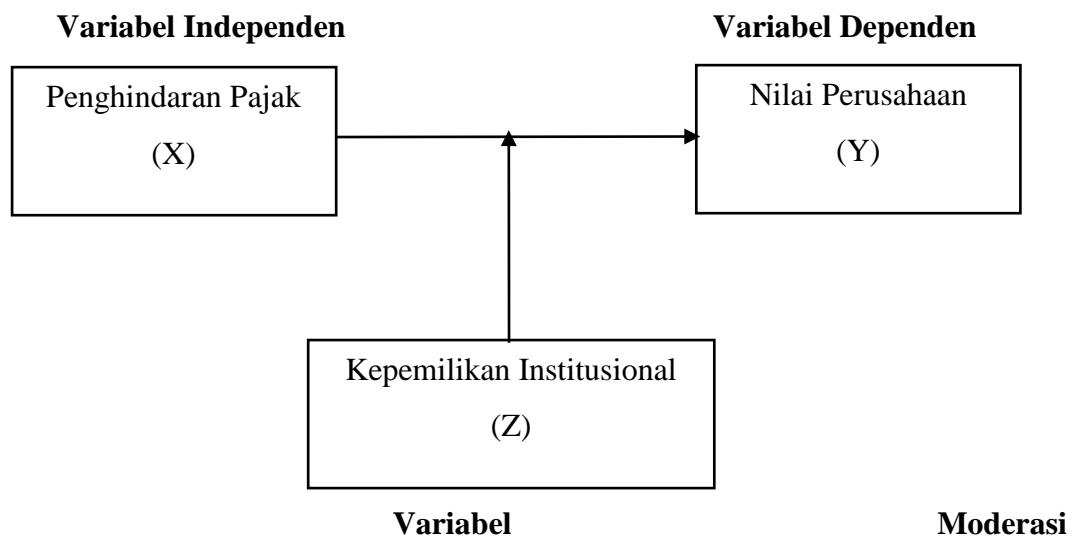 Variabel Independen
Variabel Dependen
Penghindaran Pajak
(X)
Nilai Perusahaan
(Y)
Kepemilikan Institusional
(Z)
Variabel Moderasi